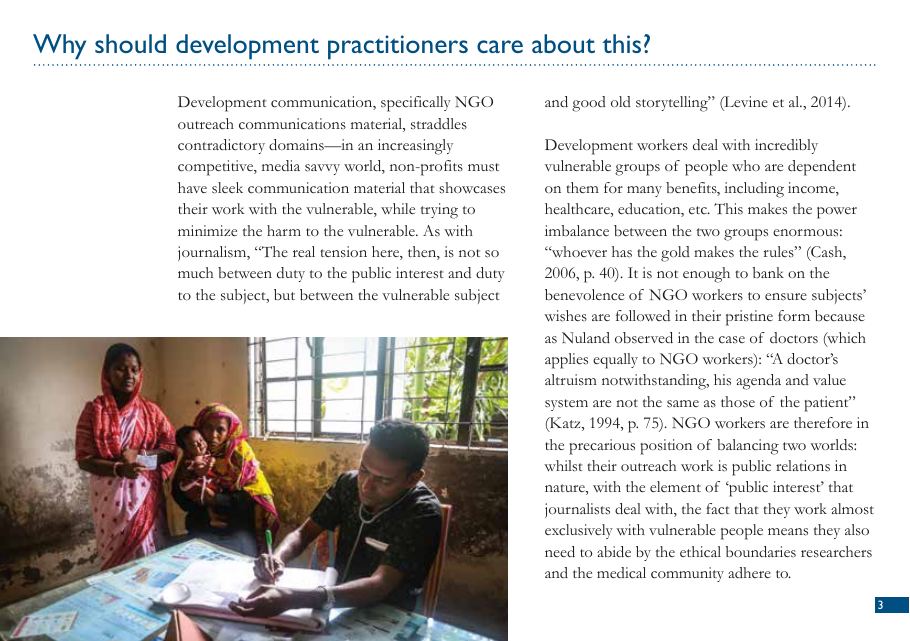 Why should development practitioners care about this?
Development communication, specifically NGO
outreach communications material, straddles
contradictory domains—in an increasingly
competitive, media savvy world, non-profits must
have sleek communication material that showcases
their work with the vulnerable, while trying to
minimize the harm to the vulnerable. As with
journalism, “The real tension here, then, is not so
much between duty to the public interest and duty
to the subject, but between the vulnerable subject
and good old storytelling” (Levine et al., 2014).
Development workers deal with incredibly
vulnerable groups of people who are dependent
on them for many benefits, including income,
healthcare, education, etc. This makes the power
imbalance between the two groups enormous:
“whoever has the gold makes the rules” (Cash,
2006, p. 40). It is not enough to bank on the
benevolence of NGO workers to ensure subjects’
wishes are followed in their pristine form because
as Nuland observed in the case of doctors (which
applies equally to NGO workers): “A doctor’s
altruism notwithstanding, his agenda and value
system are not the same as those of the patient”
(Katz, 1994, p. 75). NGO workers are therefore in
the precarious position of balancing two worlds:
whilst their outreach work is public relations in
nature, with the element of ‘public interest’ that
journalists deal with, the fact that they work almost
exclusively with vulnerable people means they also
need to abide by the ethical boundaries researchers
and the medical community adhere to.
3